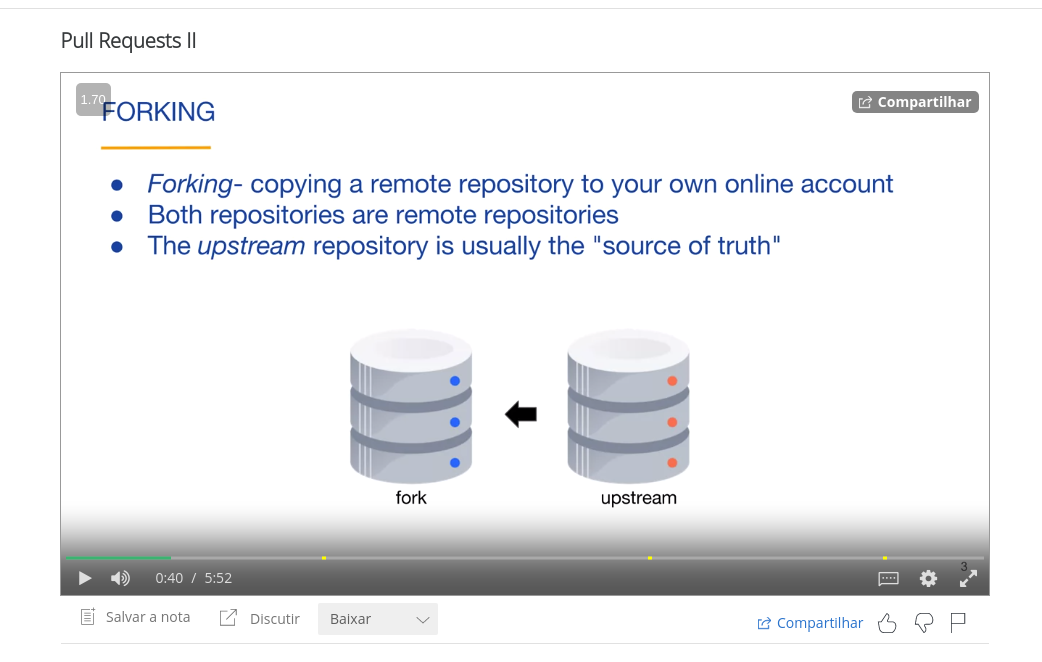 Pull Requests II
1.70
FORKING
Compartilhar
● Forking- copying a remote repository to your own online account
● Both repositories are remote repositories
● The upstream repository is usually the "source of truth"
fork
upstream
3
0:40 / 5:52
Salvar a nota
Discutir
Baixar
Compartilhar